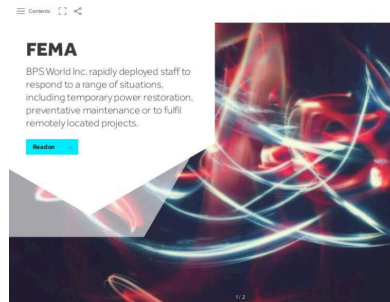 Contents
FEMA
BPS World Inc. rapidly deployed staff to
respond to a range of situations,
including temporary power restoration,
preventative maintenance or to fulfil
remotely located projects.
Read on
1 / 2